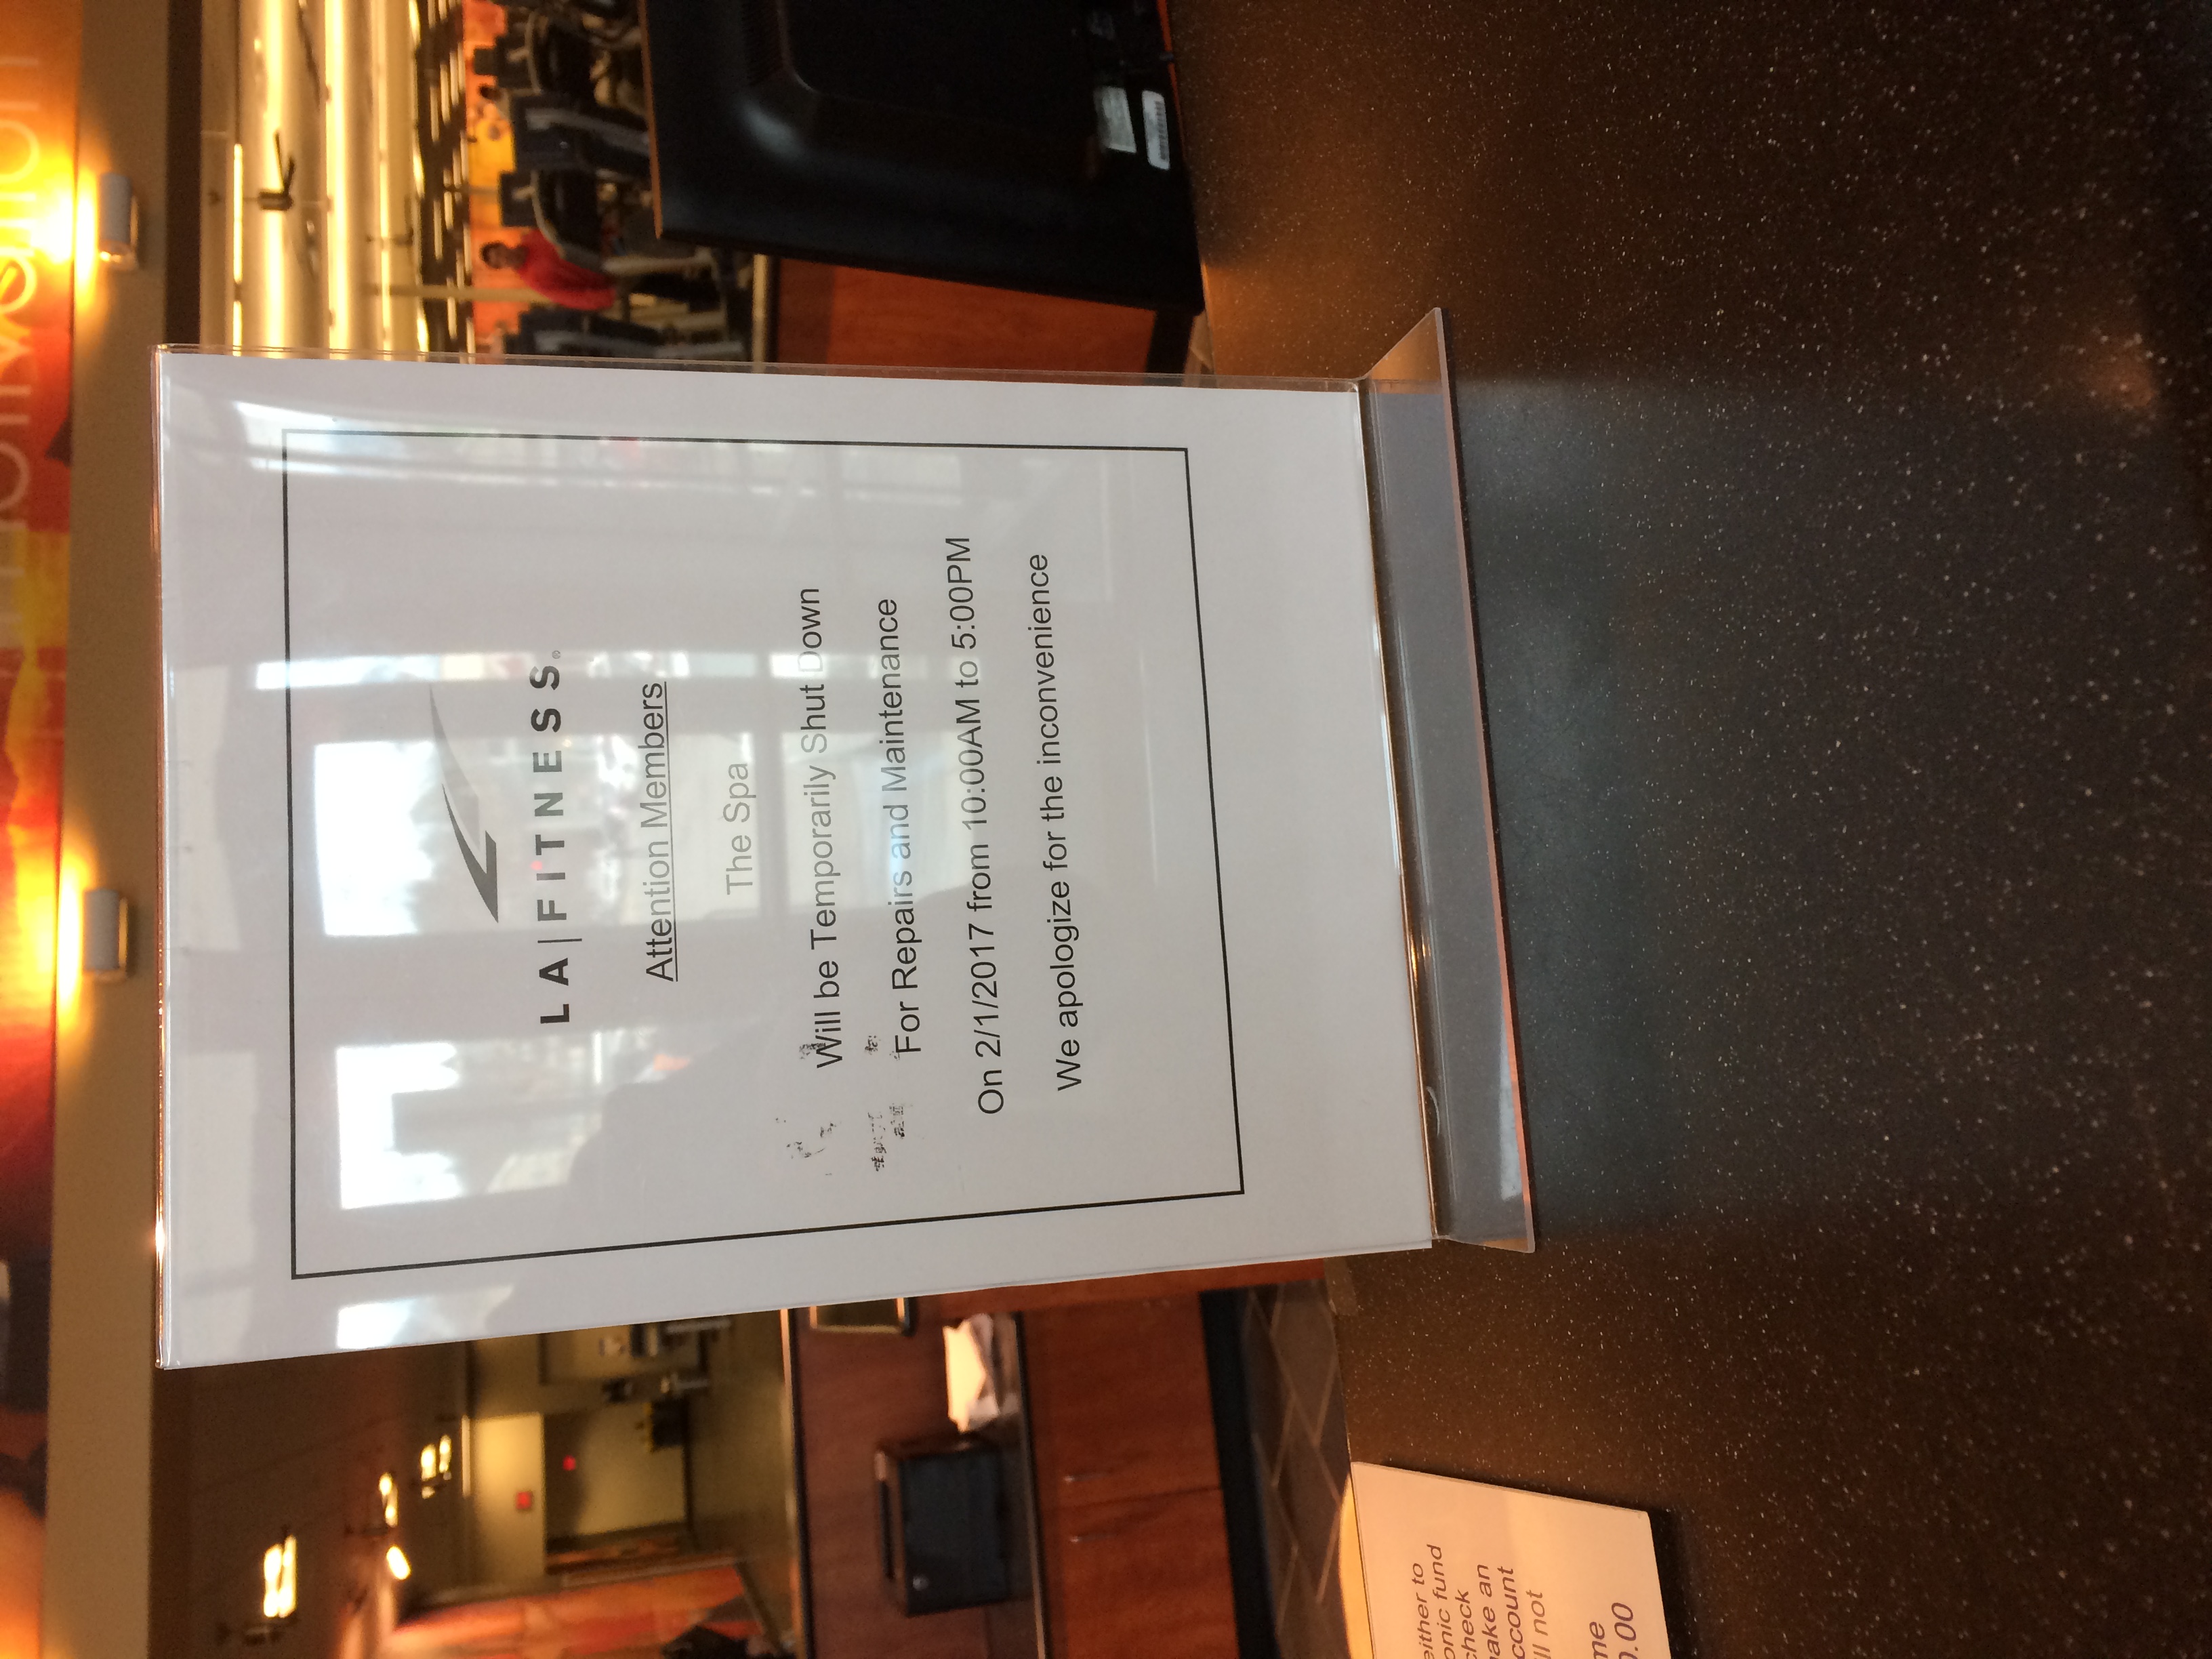 motivation
LA|FITNESS.
Attention Members
The Spa
Will be Temporarily Shut Down
For Repairs and Maintenance
On 2/1/2017 from 10:00AM to 5:00PM
We apologize for the inconvenience
either to
onic fund
check
ake an
ccount
ll not
me
0.00